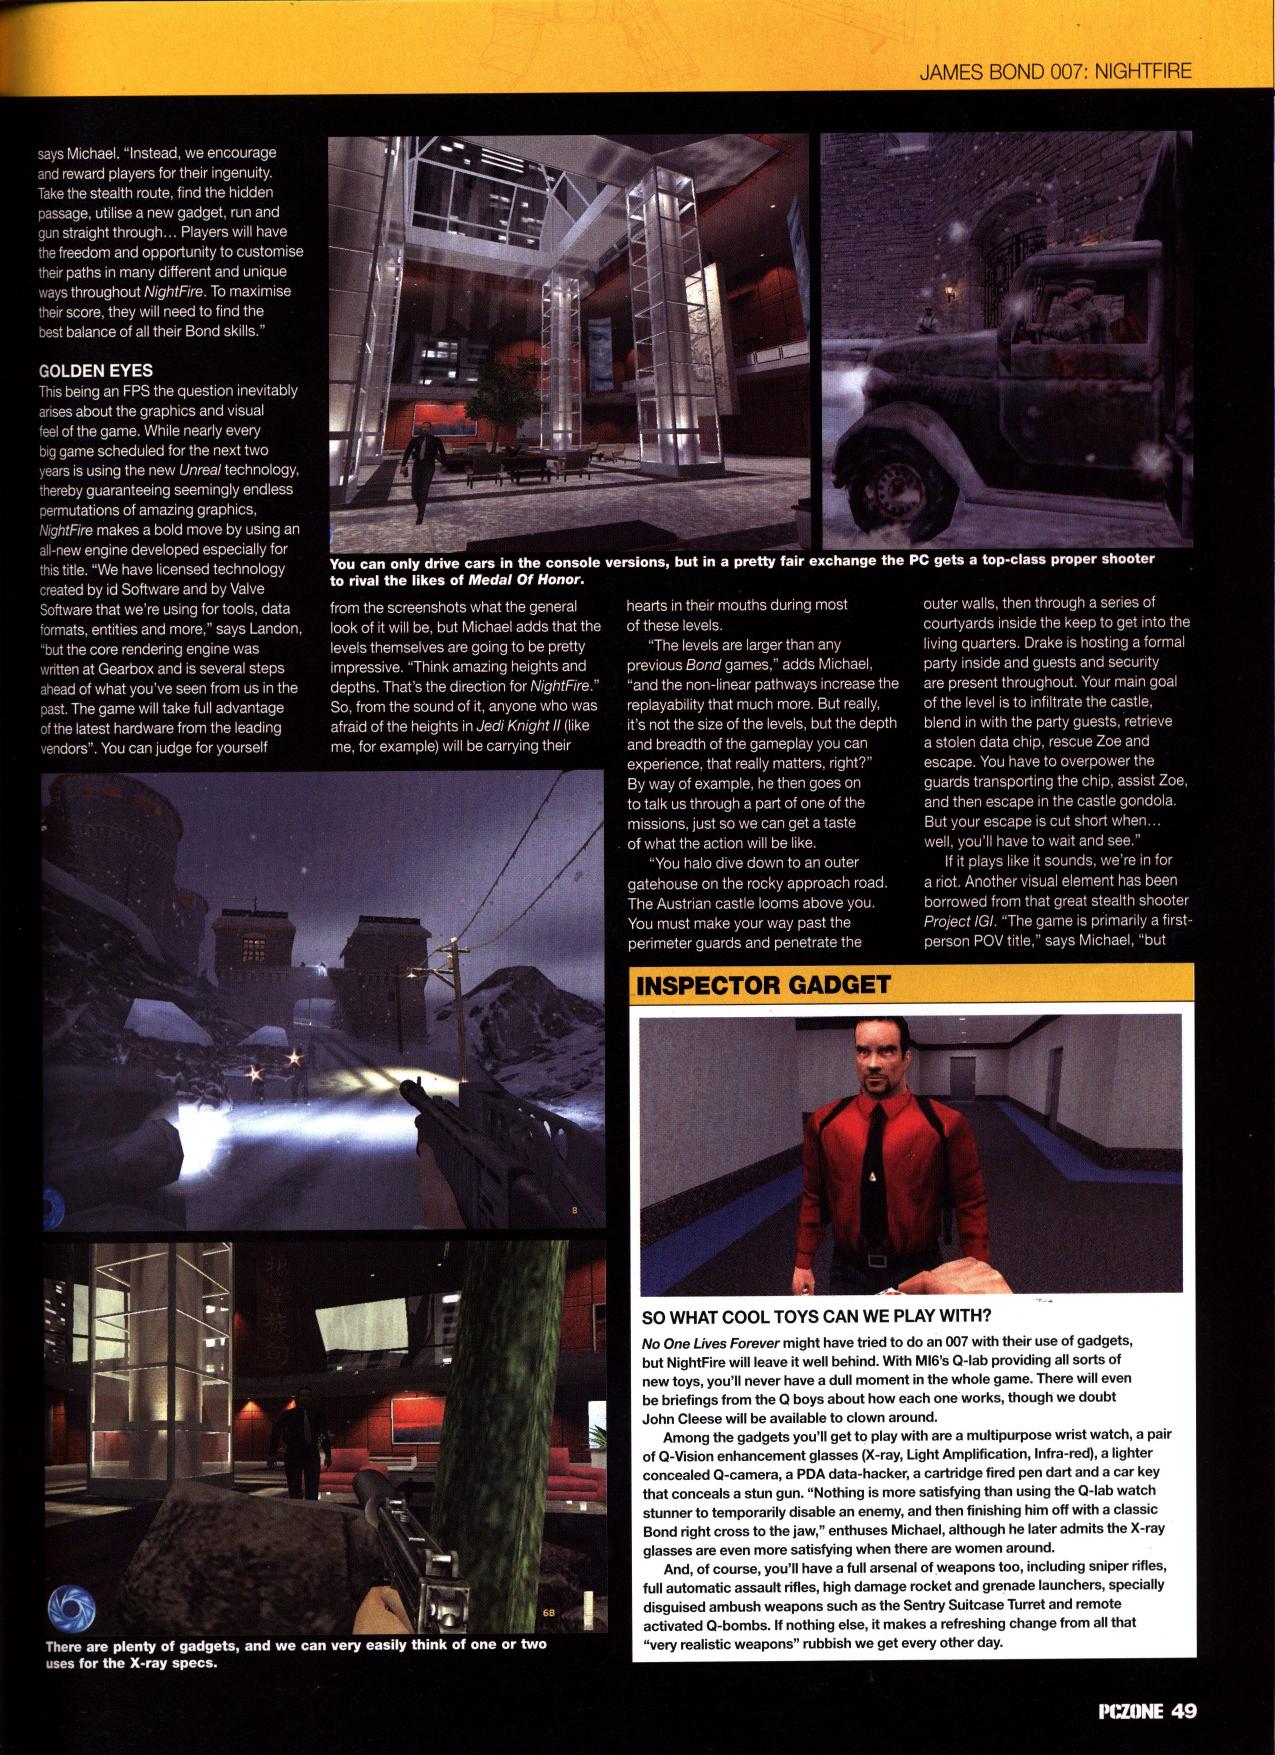 JAMES BOND 007: NIGHTFIRE
says Michael. “Instead, we encourage
and reward players for their ingenuity.
Take the stealth route, find the hidden
passage, utilise a new gadget, run and
gun straight through... Players will have
the freedom and opportunity to customise
their paths in many different and unique
ways throughout NightFire. To maximise
their score, they will need to find the
best balance of all their Bond skills.”
GOLDEN EYES
This being an FPS the question inevitably
arises about the graphics and visual
feel of the game. While nearly every
big game scheduled for the next two
years is using the new Unreal technology,
thereby guaranteeing seemingly endless
permutations of amazing graphics,
NightFire makes a bold move by using an
all-new engine developed especially for
this title. “We have licensed technology
created by id Software and by Valve
Software that we’re using for tools, data
formats, entities and more,” says Landon,
“but the core rendering engine was
written at Gearbox and is several steps
ahead of what you’ve seen from us in the
past. The game will take full advantage
of the latest hardware from the leading
vendors”. You can judge for yourself
You can only drive cars in the console versions, but in a pretty fair exchange the PC gets a top-class proper shooter
to rival the likes of Medal Of Honor.
from the screenshots what the general
look of it will be, but Michael adds that the
levels themselves are going to be pretty
impressive. “Think amazing heights and
depths. That’s the direction for NightFire.”
So, from the sound of it, anyone who was
afraid of the heights in Jedi Knight II (like
me, for example) will be carrying their
hearts in their mouths during most
of these levels.
“The levels are larger than any
previous Bond games,” adds Michael,
“and the non-linear pathways increase the
replayability that much more. But really,
it’s not the size of the levels, but the depth
and breadth of the gameplay you can
experience, that really matters, right?”
By way of example, he then goes on
to talk us through a part of one of the
missions, just so we can get a taste
of what the action will be like.
“You halo dive down to an outer
gatehouse on the rocky approach road.
The Austrian castle looms above you.
You must make your way past the
perimeter guards and penetrate the
outer walls, then through a series of
courtyards inside the keep to get into the
living quarters. Drake is hosting a formal
party inside and guests and security
are present throughout. Your main goal
of the level is to infiltrate the castle,
blend in with the party guests, retrieve
a stolen data chip, rescue Zoe and
escape. You have to overpower the
guards transporting the chip, assist Zoe,
and then escape in the castle gondola.
But your escape is cut short when...
well, you’ll have to wait and see.”
If it plays like it sounds, we’re in for
a riot. Another visual element has been
borrowed from that great stealth shooter
Project IGI. “The game is primarily a first-
person POV title,” says Michael, “but
8
68
There are plenty of gadgets, and we can very easily think of one or two
uses for the X-ray specs.
INSPECTOR GADGET
SO WHAT COOL TOYS CAN WE PLAY WITH?
No One Lives Forever might have tried to do an 007 with their use of gadgets,
but NightFire will leave it well behind. With MI6’s Q-lab providing all sorts of
new toys, you’ll never have a dull moment in the whole game. There will even
be briefings from the Q boys about how each one works, though we doubt
John Cleese will be available to clown around.
Among the gadgets you’ll get to play with are a multipurpose wrist watch, a pair
of Q-Vision enhancement glasses (X-ray, Light Amplification, Infra-red), a lighter
concealed Q-camera, a PDA data-hacker, a cartridge fired pen dart and a car key
that conceals a stun gun. “Nothing is more satisfying than using the Q-lab watch
stunner to temporarily disable an enemy, and then finishing him off with a classic
Bond right cross to the jaw,” enthuses Michael, although he later admits the X-ray
glasses are even more satisfying when there are women around.
And, of course, you’ll have a full arsenal of weapons too, including sniper rifles,
full automatic assault rifles, high damage rocket and grenade launchers, specially
disguised ambush weapons such as the Sentry Suitcase Turret and remote
activated Q-bombs. If nothing else, it makes a refreshing change from all that
“very realistic weapons” rubbish we get every other day.
PCZONE 49